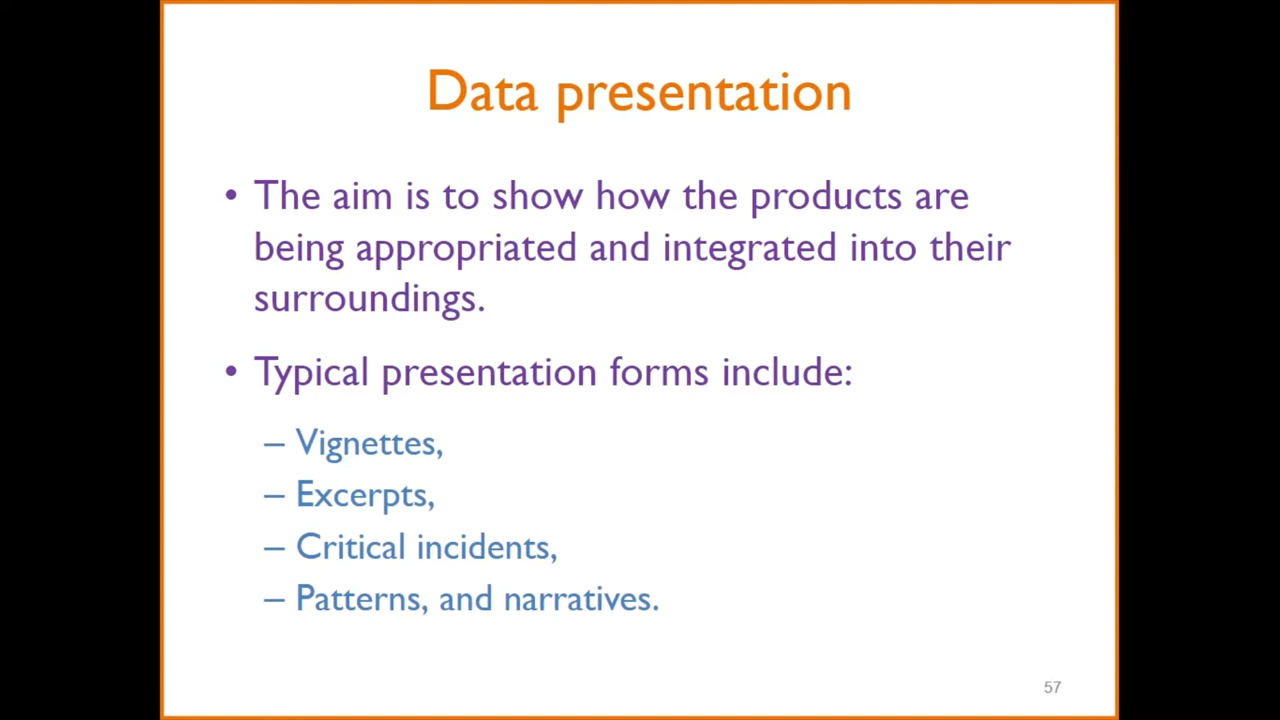 Data presentation
• The aim is to show how the products are
being appropriated and integrated into their
surroundings.
• Typical presentation forms include:
– Vignettes,
– Excerpts,
– Critical incidents,
– Patterns, and narratives.
57